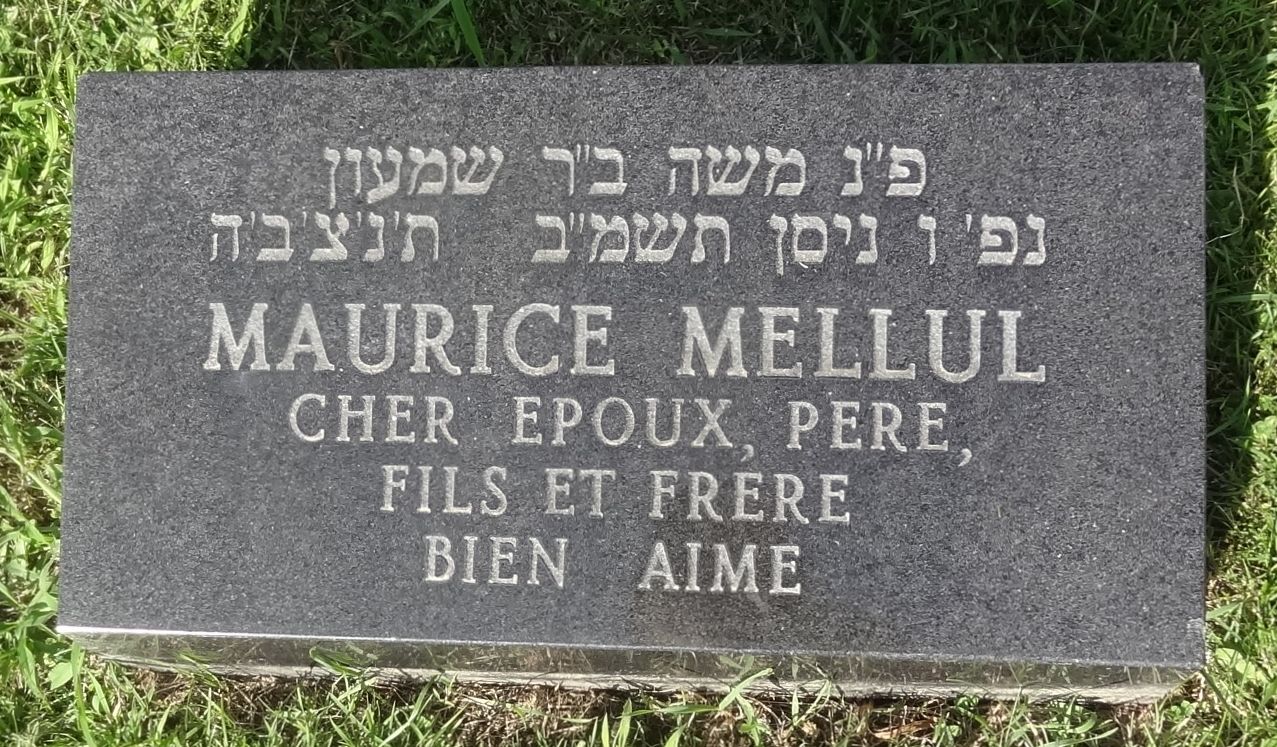 פ"נ משה ב"ר שמעון
נפ' ו ניסן תשמ"ב ת'נ'צ'ב'ה
MAURICE MELLUL
CHER EPOUX, PERE,
FILS ET FRERE
BIEN AIME